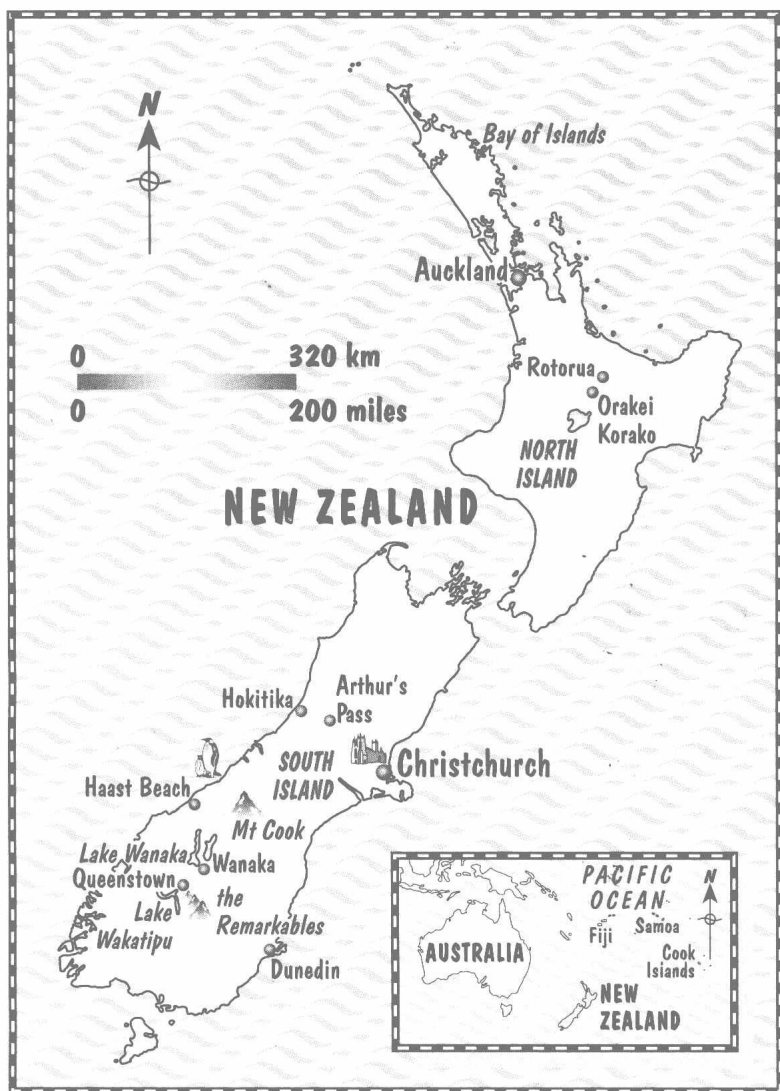 N
Bay of Islands
Auckland
0 320 km
0 200 miles
Rotorua
Orakei
Korako
NORTH
ISLAND
NEW ZEALAND
Hokitika
Arthur's
Pass
Christchurch
SOUTH
ISLAND
Haast Beach
Mt Cook
Lake Wanaka
Wanaka
Queenstown
Lake
Wakatipu
the
Remarkables
Dunedin
PACIFIC
OCEAN
N
AUSTRALIA
Fiji
Samoa
Cook
Islands
NEW
ZEALAND